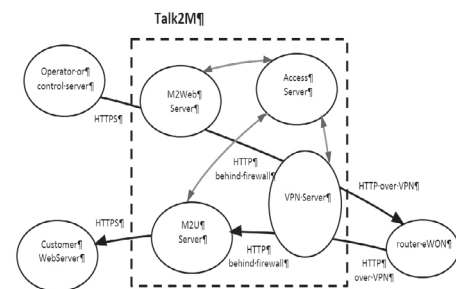 Talk2M¶
Operator·or¶
control·server¶
M2Web¶
Server¶
Access¶
Server¶
HTTPS¶
HTTP¶
behind·firewall¶
VPN·Server¶
HTTP·over·VPN¶
HTTPS¶
M2U¶
Server¶
Customer¶
WebServer¶
HTTP¶
behind·firewall¶
router·eWON¶
HTTP¶
over·VPN¶